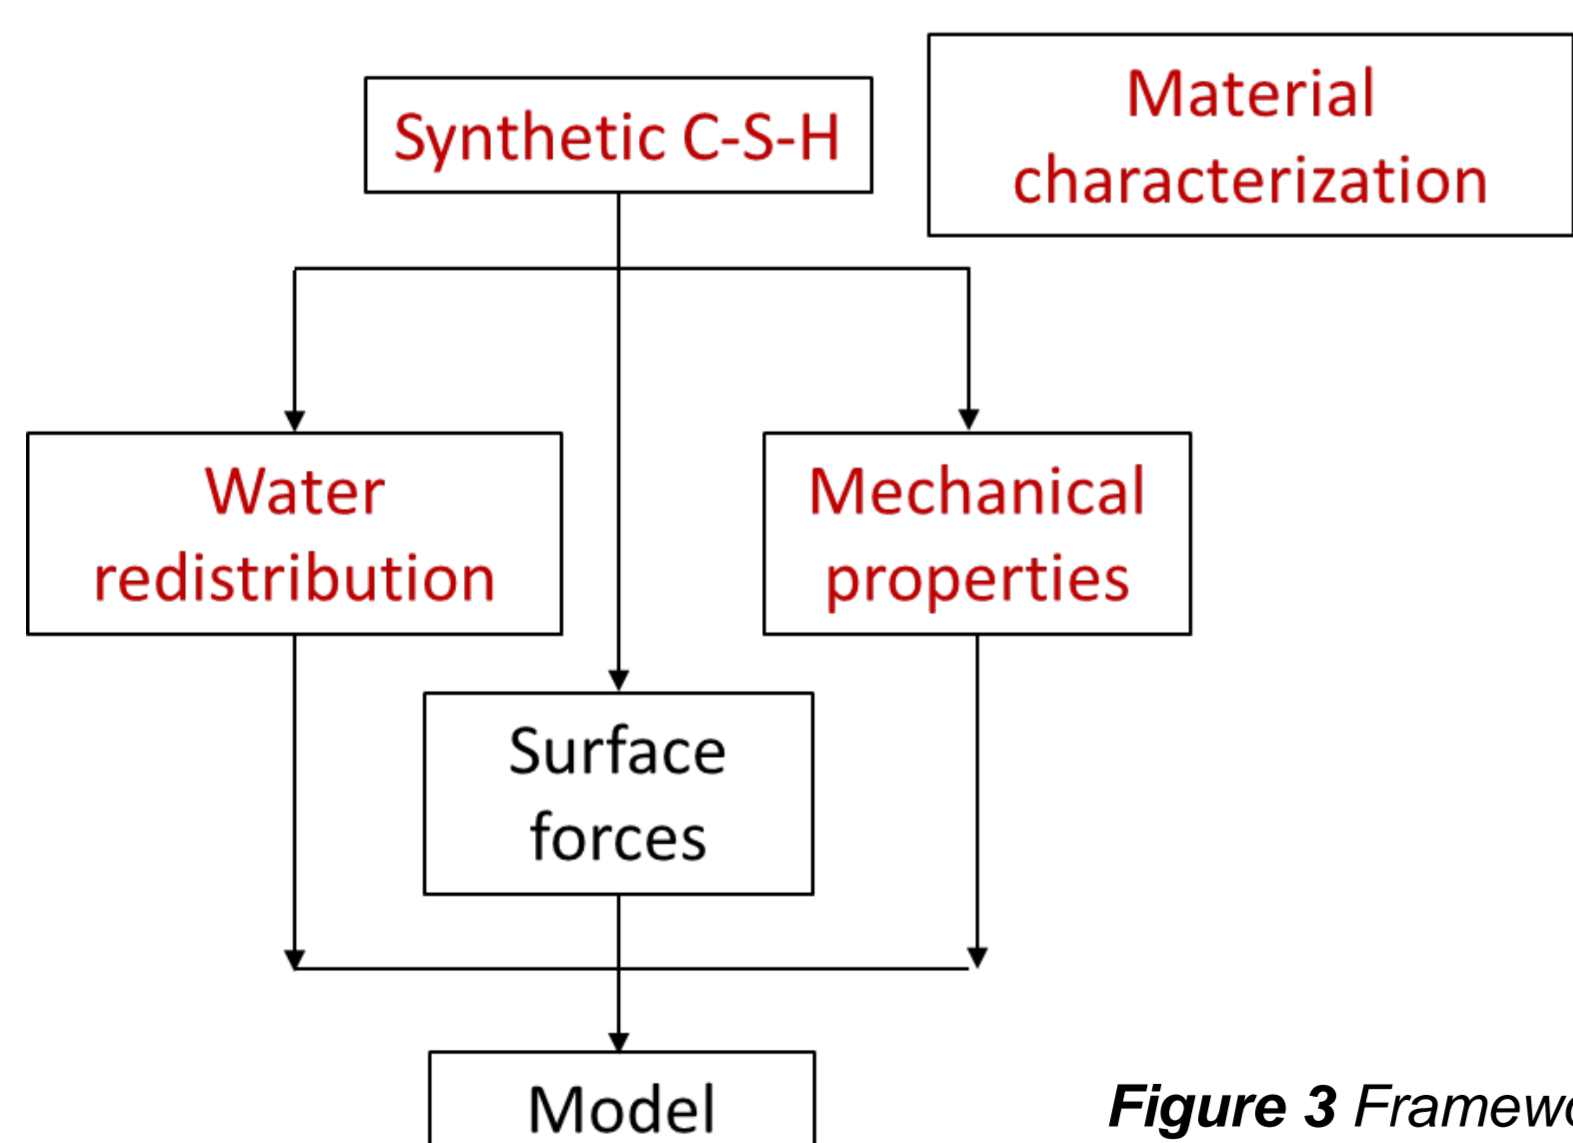 Synthetic C-S-H
Material
characterization
Water
redistribution
Mechanical
properties
Surface
forces
Model
Figure 3